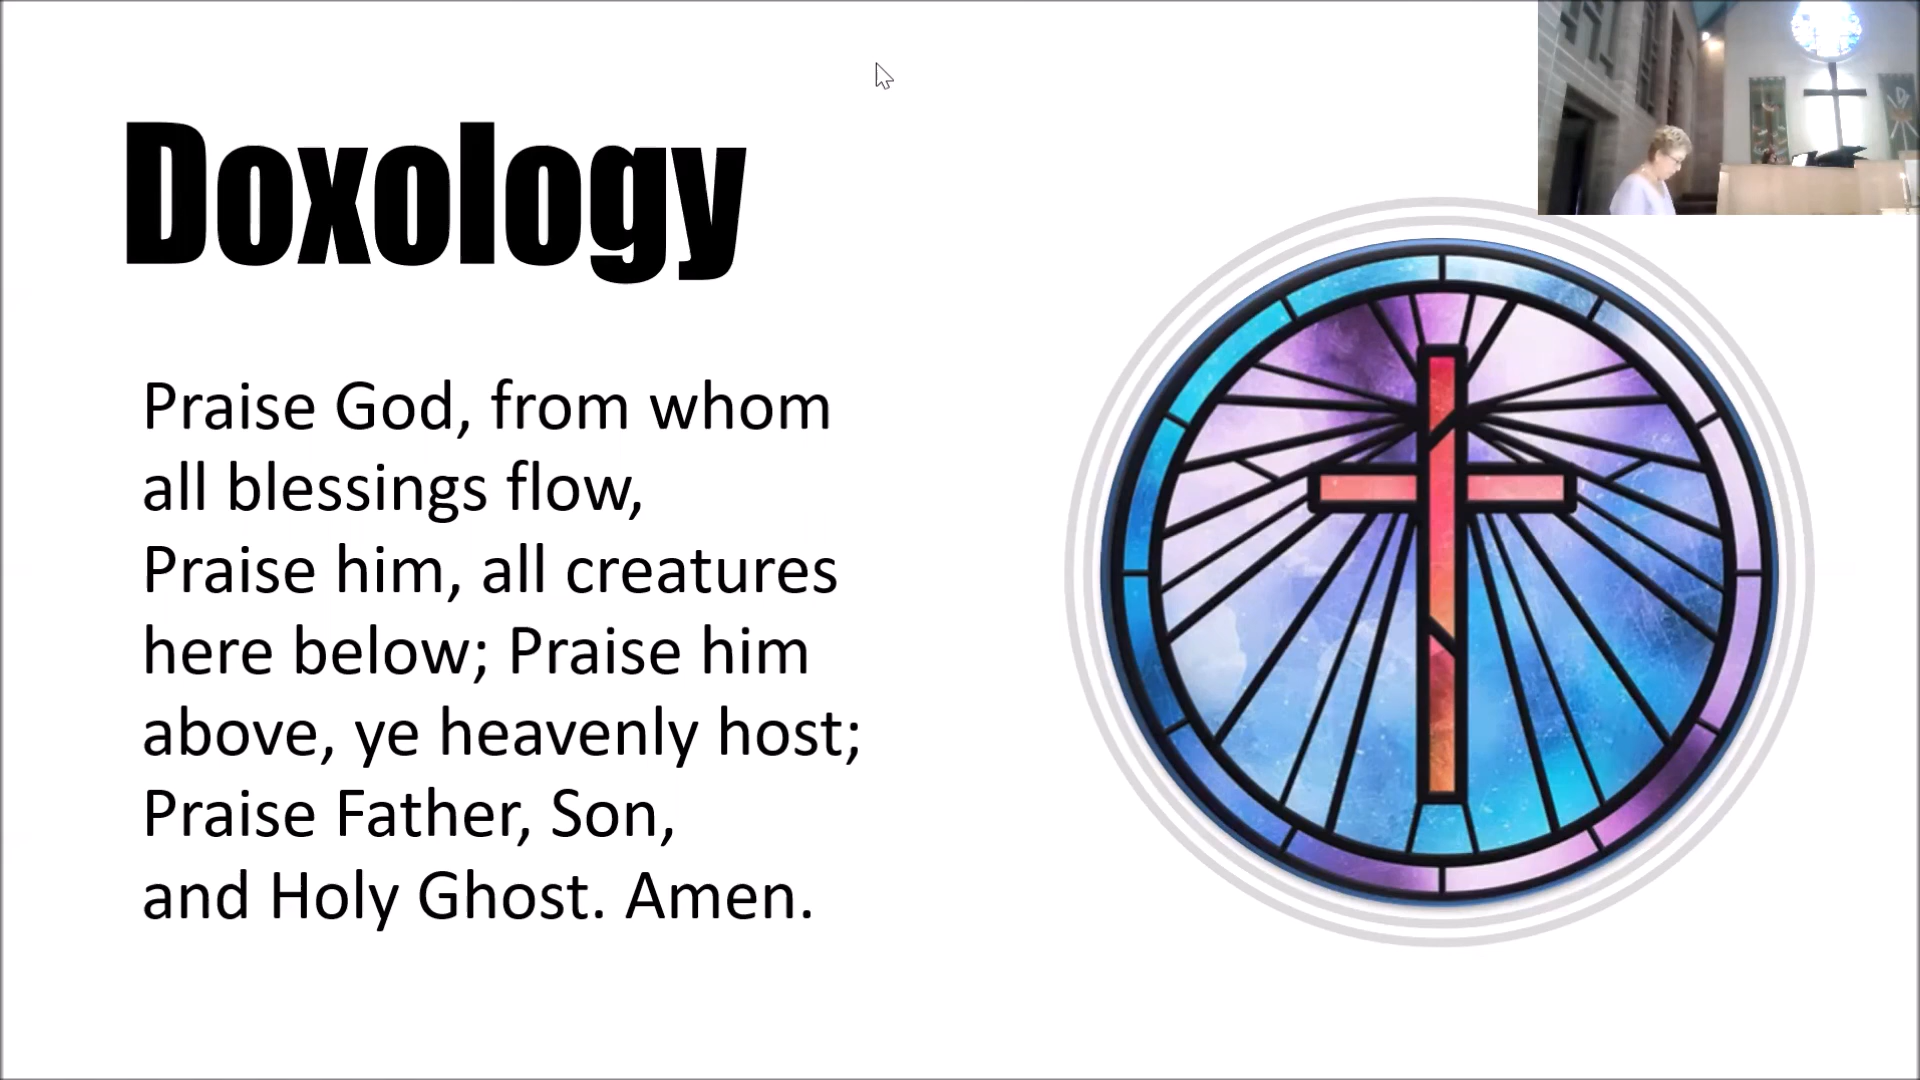 Doxology
Praise God, from whom
all blessings flow,
Praise him, all creatures
here below; Praise him
above, ye heavenly host;
Praise Father, Son,
and Holy Ghost. Amen.